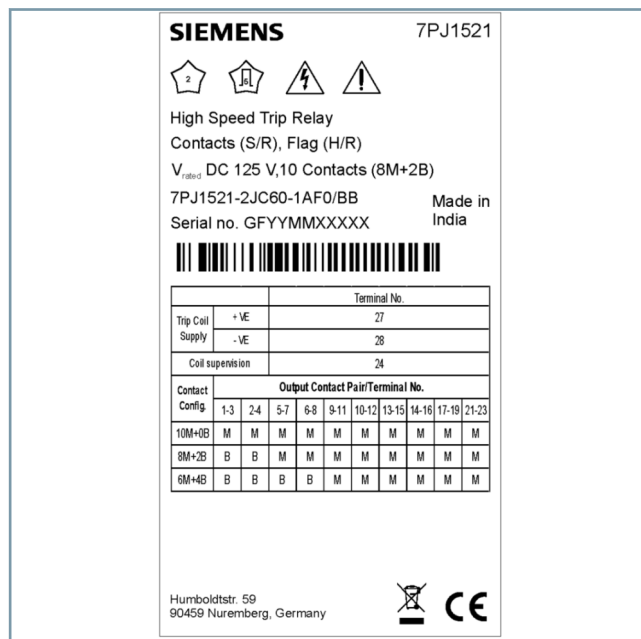 SIEMENS 7PJ1521
2 5
High Speed Trip Relay
Contacts (S/R), Flag (H/R)
Vrated DC 125 V,10 Contacts (8M+2B)
7PJ1521-2JC60-1AF0/BB
Made in
India
Serial no. GFYYMMXXXXX
Terminal No.
Trip Coil
Supply
+ VE 27
- VE 28
Coil supervision 24
Contact
Config.
Output Contact Pair/Terminal No.
1-3 2-4 5-7 6-8 9-11 10-12 13-15 14-16 17-19 21-23
10M+0B M M M M M M M M M M
8M+2B B B M M M M M M M M
6M+4B B B B B M M M M M M
Humboldtstr. 59
90459 Nuremberg, Germany
CE